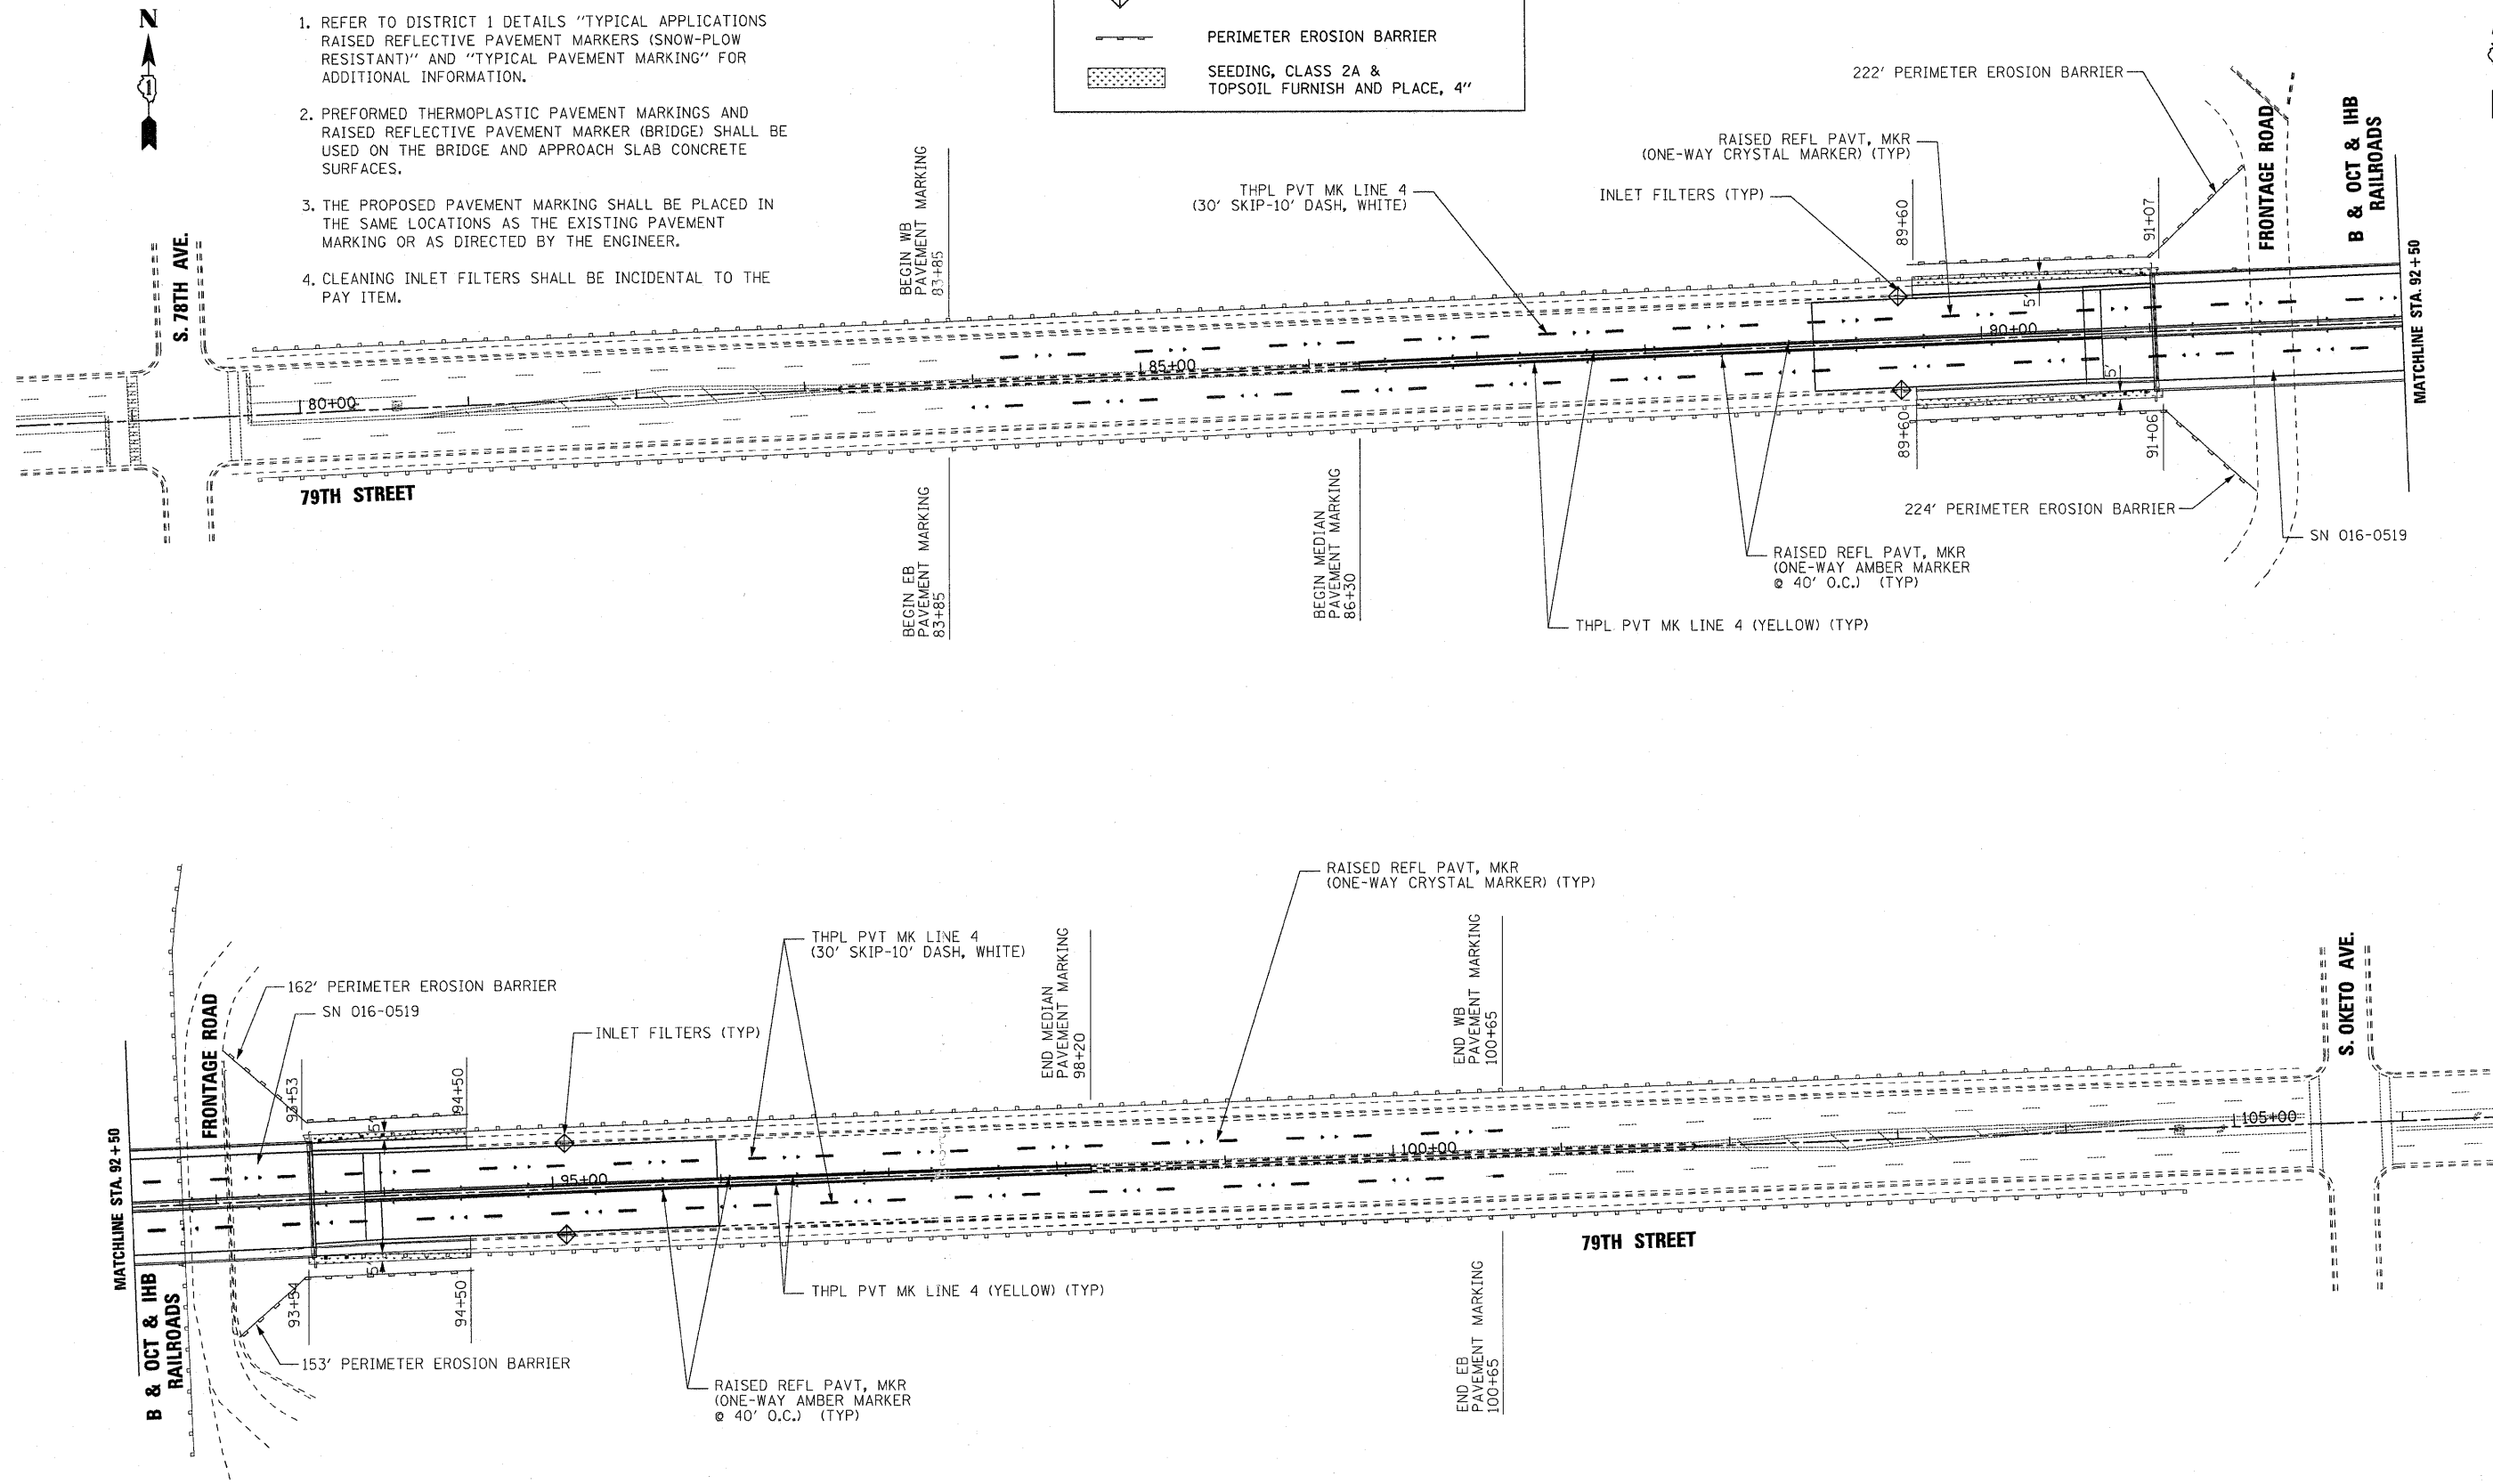 N
1
1. REFER TO DISTRICT 1 DETAILS "TYPICAL APPLICATIONS
RAISED REFLECTIVE PAVEMENT MARKERS (SNOW-PLOW
RESISTANT)" AND "TYPICAL PAVEMENT MARKING" FOR
ADDITIONAL INFORMATION.
2. PREFORMED THERMOPLASTIC PAVEMENT MARKINGS AND
RAISED REFLECTIVE PAVEMENT MARKER (BRIDGE) SHALL BE
USED ON THE BRIDGE AND APPROACH SLAB CONCRETE
SURFACES.
3. THE PROPOSED PAVEMENT MARKING SHALL BE PLACED IN
THE SAME LOCATIONS AS THE EXISTING PAVEMENT
MARKING OR AS DIRECTED BY THE ENGINEER.
4. CLEANING INLET FILTERS SHALL BE INCIDENTAL TO THE
PAY ITEM.
PERIMETER EROSION BARRIER
SEEDING, CLASS 2A &
TOPSOIL FURNISH AND PLACE, 4"
S. 78TH AVE.
BEGIN WB
PAVEMENT MARKING
83+85
THPL PVT MK LINE 4
(30' SKIP-10' DASH, WHITE)
222' PERIMETER EROSION BARRIER
RAISED REFL PAVT, MKR
(ONE-WAY CRYSTAL MARKER) (TYP)
INLET FILTERS (TYP)
89+60
91+07
FRONTAGE ROAD
B & OCT & IHB
RAILROADS
MATCHLINE STA. 92+50
80+00
85+00
80+00
5'
5'
79TH STREET
BEGIN EB
PAVEMENT MARKING
83+85
BEGIN MEDIAN
PAVEMENT MARKING
86+30
89+60
91+06
224' PERIMETER EROSION BARRIER
SN 016-0519
RAISED REFL PAVT, MKR
(ONE-WAY AMBER MARKER
@ 40' O.C.) (TYP)
THPL PVT MK LINE 4 (YELLOW) (TYP)
RAISED REFL PAVT, MKR
(ONE-WAY CRYSTAL MARKER) (TYP)
THPL PVT MK LINE 4
(30' SKIP-10' DASH, WHITE)
162' PERIMETER EROSION BARRIER
SN 016-0519
INLET FILTERS (TYP)
END MEDIAN
PAVEMENT MARKING
98+20
END WB
PAVEMENT MARKING
100+65
S. OKETO AVE.
FRONTAGE ROAD
93+53
94+50
MATCHLINE STA. 92+50
5'
95+00
100+00
105+00
5'
93+54
94+50
79TH STREET
THPL PVT MK LINE 4 (YELLOW) (TYP)
B & OCT & IHB
RAILROADS
153' PERIMETER EROSION BARRIER
RAISED REFL PAVT, MKR
(ONE-WAY AMBER MARKER
@ 40' O.C.) (TYP)
END EB
PAVEMENT MARKING
100+65